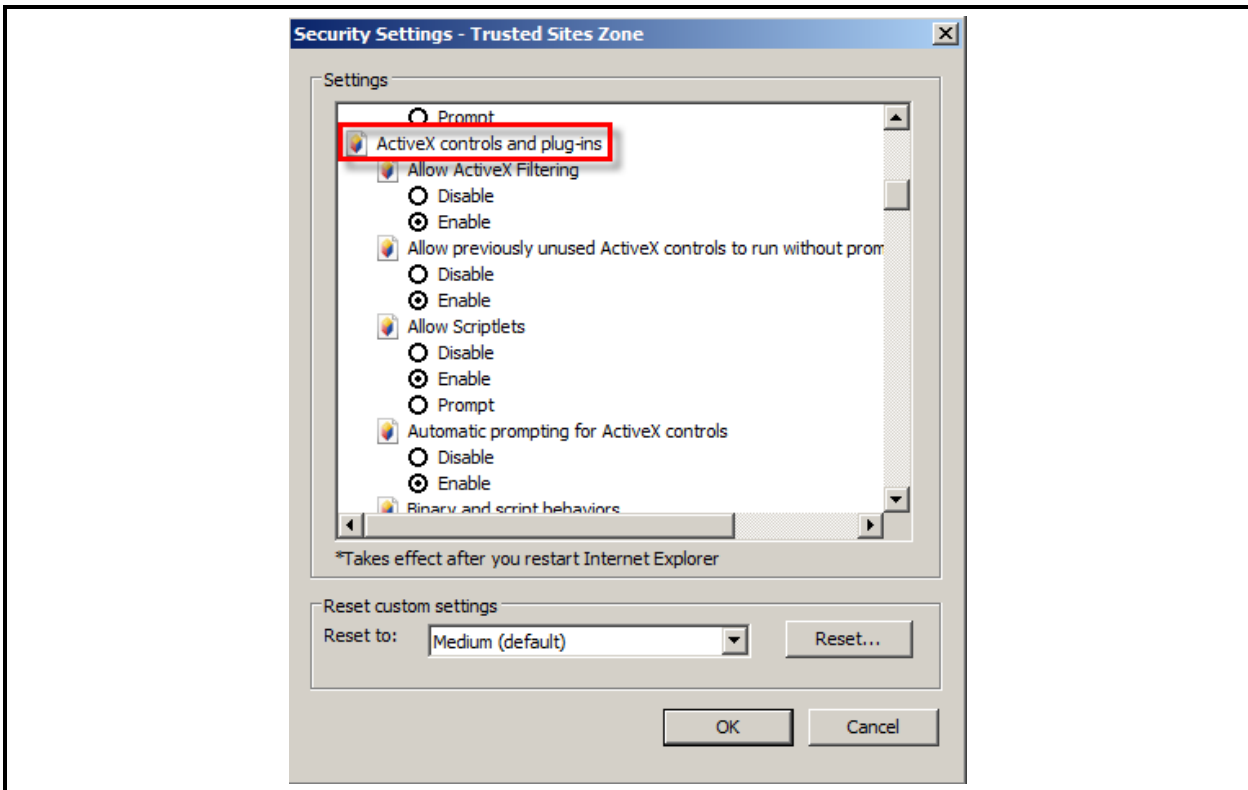 Security Settings - Trusted Sites Zone
Settings
Prompt
ActiveX controls and plug-ins
Allow ActiveX Filtering
Disable
Enable
Allow previously unused ActiveX controls to run without prom
Disable
Enable
Allow Scriptlets
Disable
Enable
Prompt
Automatic prompting for ActiveX controls
Disable
Enable
Binary and script behaviors
*Takes effect after you restart Internet Explorer
Reset custom settings
Reset to: Medium (default) Reset...
OK Cancel